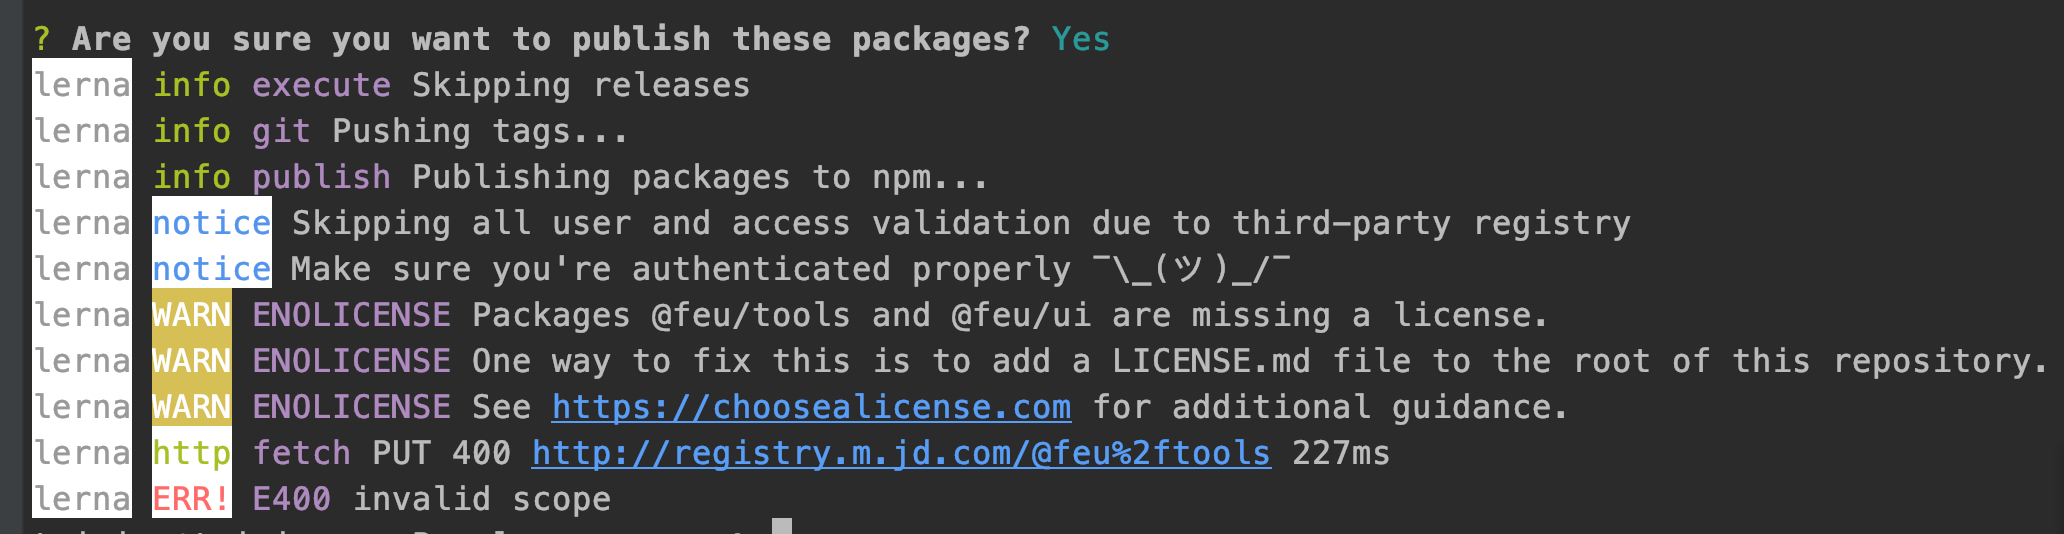 ? Are you sure you want to publish these packages? Yes
lerna info execute Skipping releases
lerna info git Pushing tags...
lerna info publish Publishing packages to npm...
lerna notice Skipping all user and access validation due to third-party registry
lerna notice Make sure you're authenticated properly ¯\_(ツ)_/¯
lerna WARN ENOLICENSE Packages @feu/tools and @feu/ui are missing a license.
lerna WARN ENOLICENSE One way to fix this is to add a LICENSE.md file to the root of this repository.
lerna WARN ENOLICENSE See https://choosealicense.com for additional guidance.
lerna http fetch PUT 400 http://registry.m.jd.com/@feu%2ftools 227ms
lerna ERR! E400 invalid scope